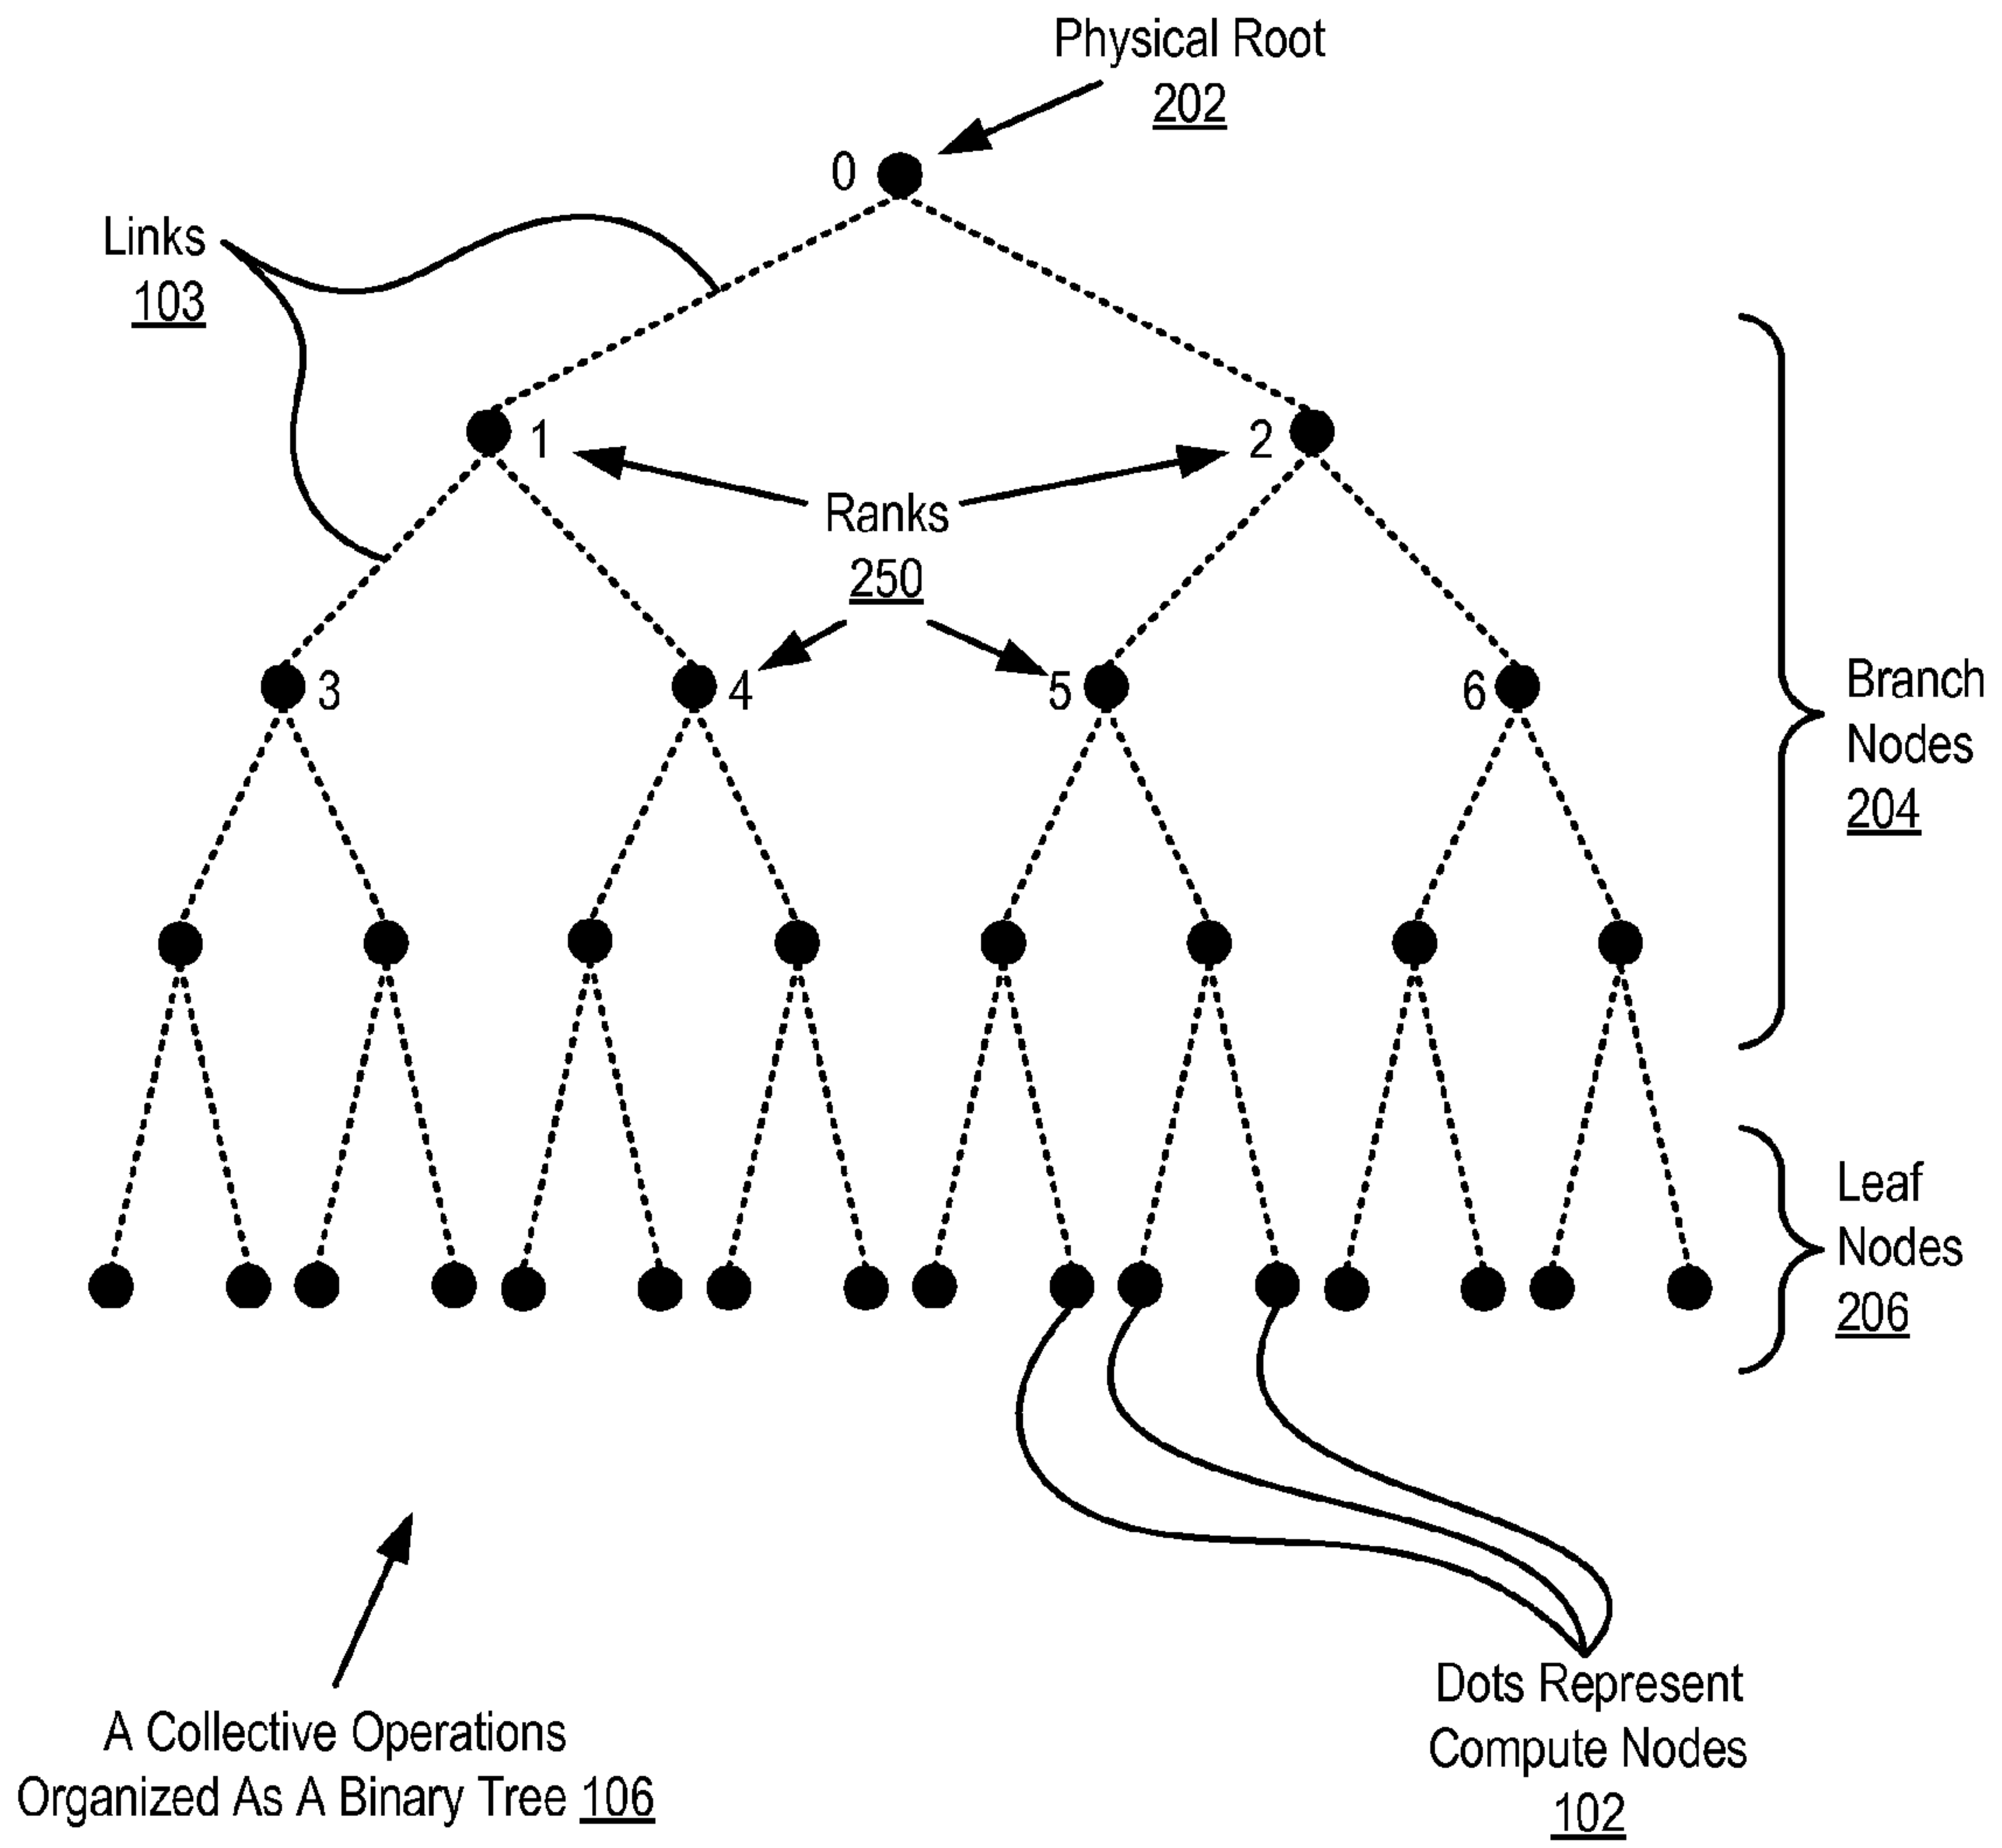 Physical Root
202
0
Links
103
1
2
Ranks
250
3
4
5
6
Branch
Nodes
204
Leaf
Nodes
206
Dots Represent
Compute Nodes
102
A Collective Operations
Organized As A Binary Tree 106